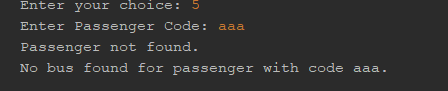 Enter your choice: 5
Enter Passenger Code: aaa
Passenger not found.
No bus found for passenger with code aaa.